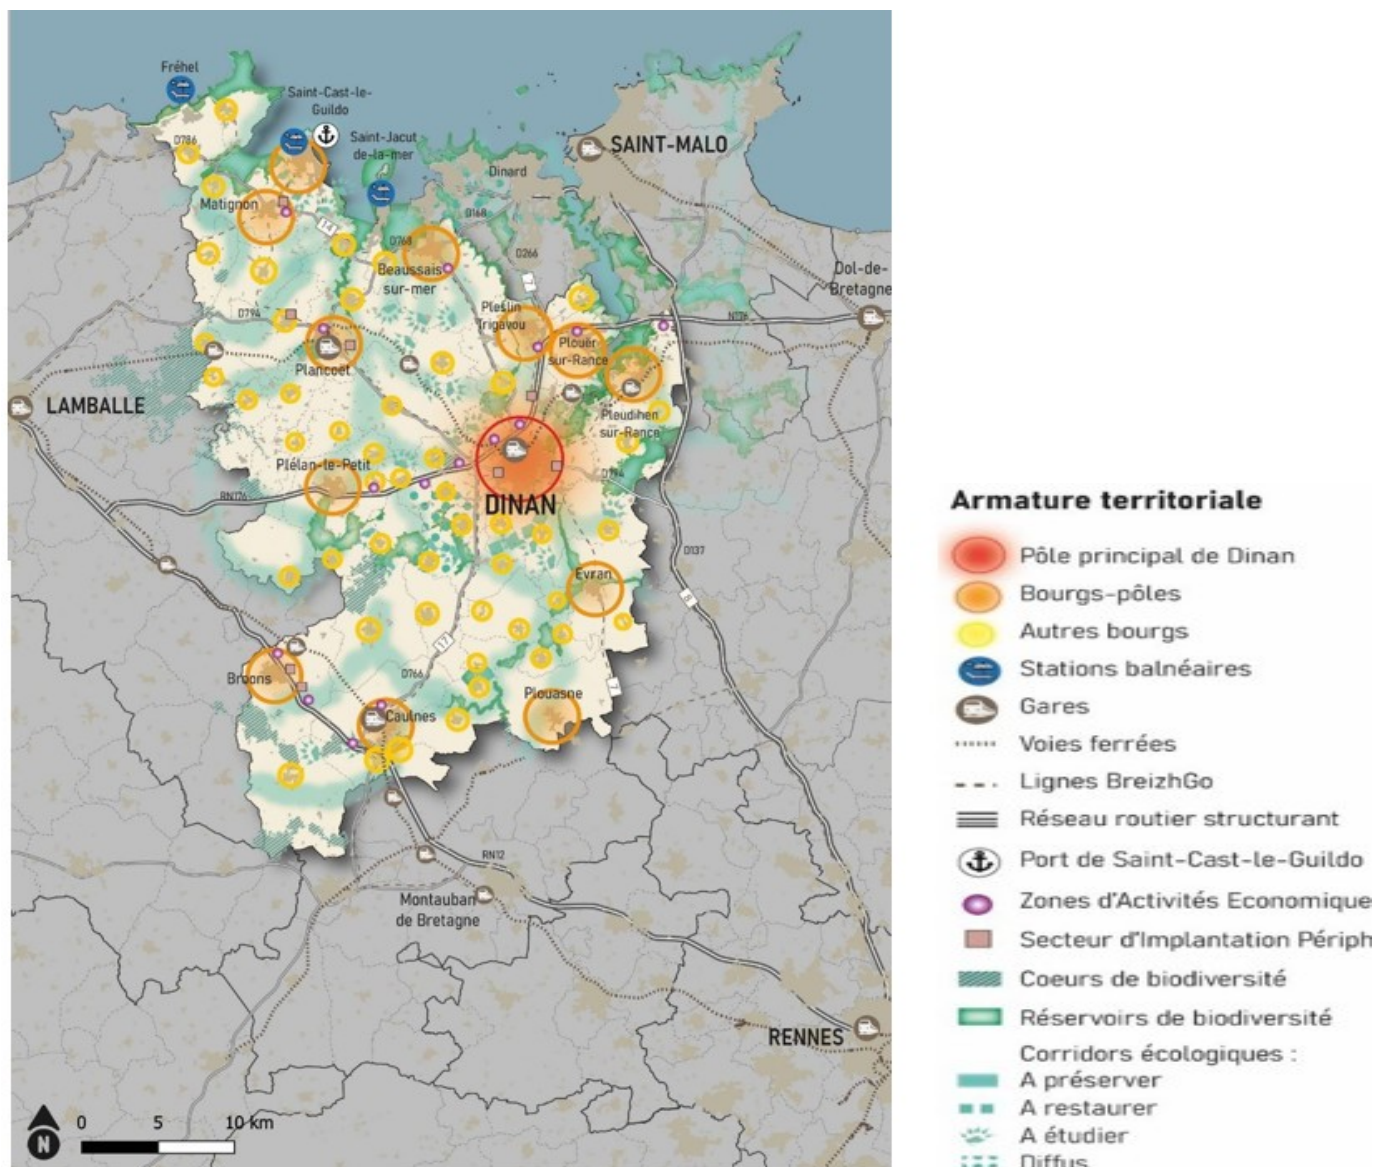 Fréhel
Saint-Cast-le-
Guildo
Saint-Jacut
de-la-mer
SAINT-MALO
D786
Dinard
Matignon
14
D168
D768
D266
Dol-de-
Bretagne
Beaussais
sur-mer
Pleslin
Trigavou
D794
N176
Plouër
sur-Rance
Plancoët
LAMBALLE
Pleudihen
sur-Rance
Plélan-le-Petit
D794
RN176
DINAN
D137
Evran
17
D766
Broons
Plouasne
Caulnes
RN12
Montauban
de Bretagne
RENNES
0 5 10 km
N
Armature territoriale
Pôle principal de Dinan
Bourgs-pôles
Autres bourgs
Stations balnéaires
Gares
Voies ferrées
Lignes BreizhGo
Réseau routier structurant
Port de Saint-Cast-le-Guildo
Zones d'Activités Economique
Secteur d'Implantation Périph
Coeurs de biodiversité
Réservoirs de biodiversité
Corridors écologiques :
A préserver
A restaurer
A étudier
Diffus